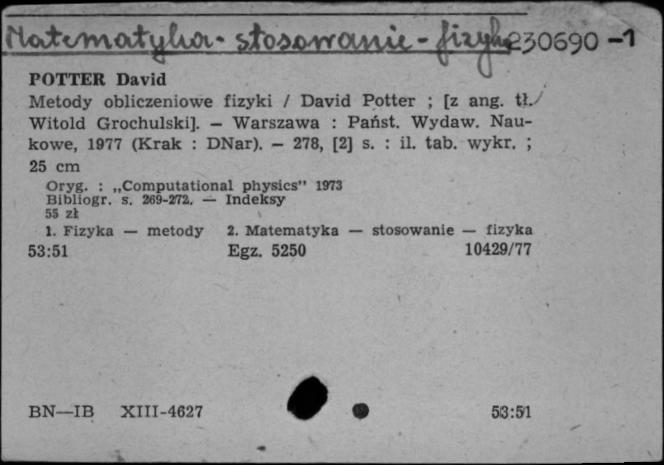 Matematyka - stosowanie - fizyka 230690 -1
POTTER David
Metody obliczeniowe fizyki / David Potter ; [z ang. tł.
Witold Grochulski]. — Warszawa : Państ. Wydaw. Nau-
kowe, 1977 (Krak : DNar). — 278, [2] s. : il. tab. wykr. ;
25 cm
Oryg. : „Computational physics” 1973
Bibliogr. s. 269-272. — Indeksy
55 zł
1. Fizyka — metody 2. Matematyka — stosowanie — fizyka
53:51 Egz. 5250 10429/77
BN—IB XIII-4627 53:51